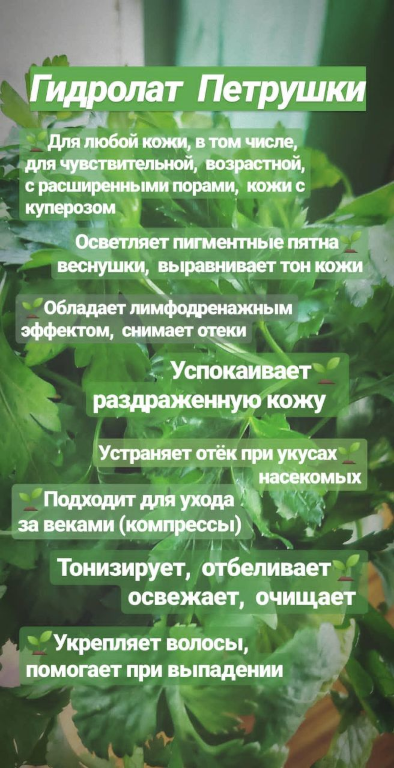 Гидролат Петрушки
🌱Для любой кожи, в том числе,
для чувствительной, возрастной,
с расширенными порами, кожи с
куперозом
Осветляет пигментные пятна🌱
веснушки, выравнивает тон кожи
🌱Обладает лимфодренажным
эффектом, снимает отеки
Успокаивает🌱
раздраженную кожу
Устраняет отёк при укусах🌱
насекомых
🌱Подходит для ухода
за веками (компрессы)
Тонизирует, отбеливает🌱
освежает, очищает
🌱Укрепляет волосы,
помогает при выпадении